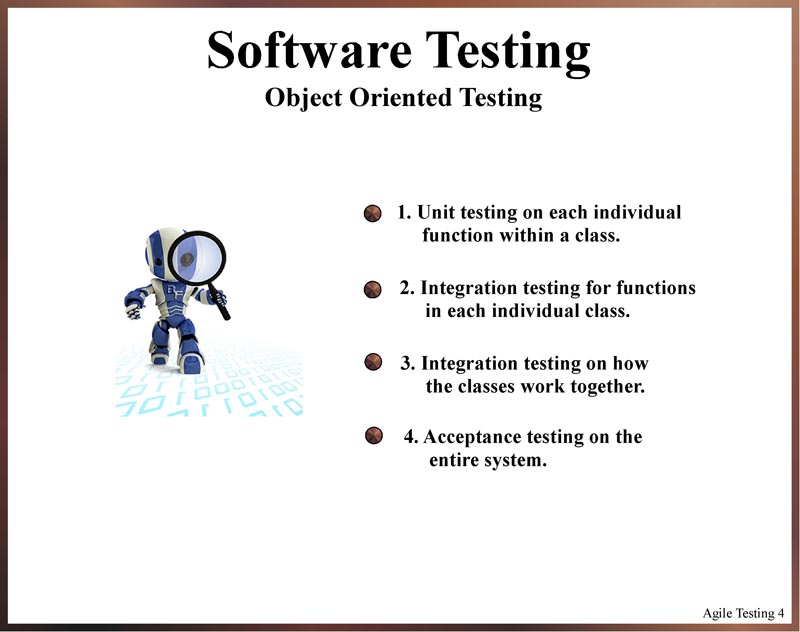 Software Testing
Object Oriented Testing
1. Unit testing on each individual
function within a class.
2. Integration testing for functions
in each individual class.
3. Integration testing on how
the classes work together.
4. Acceptance testing on the
entire system.
Agile Testing 4